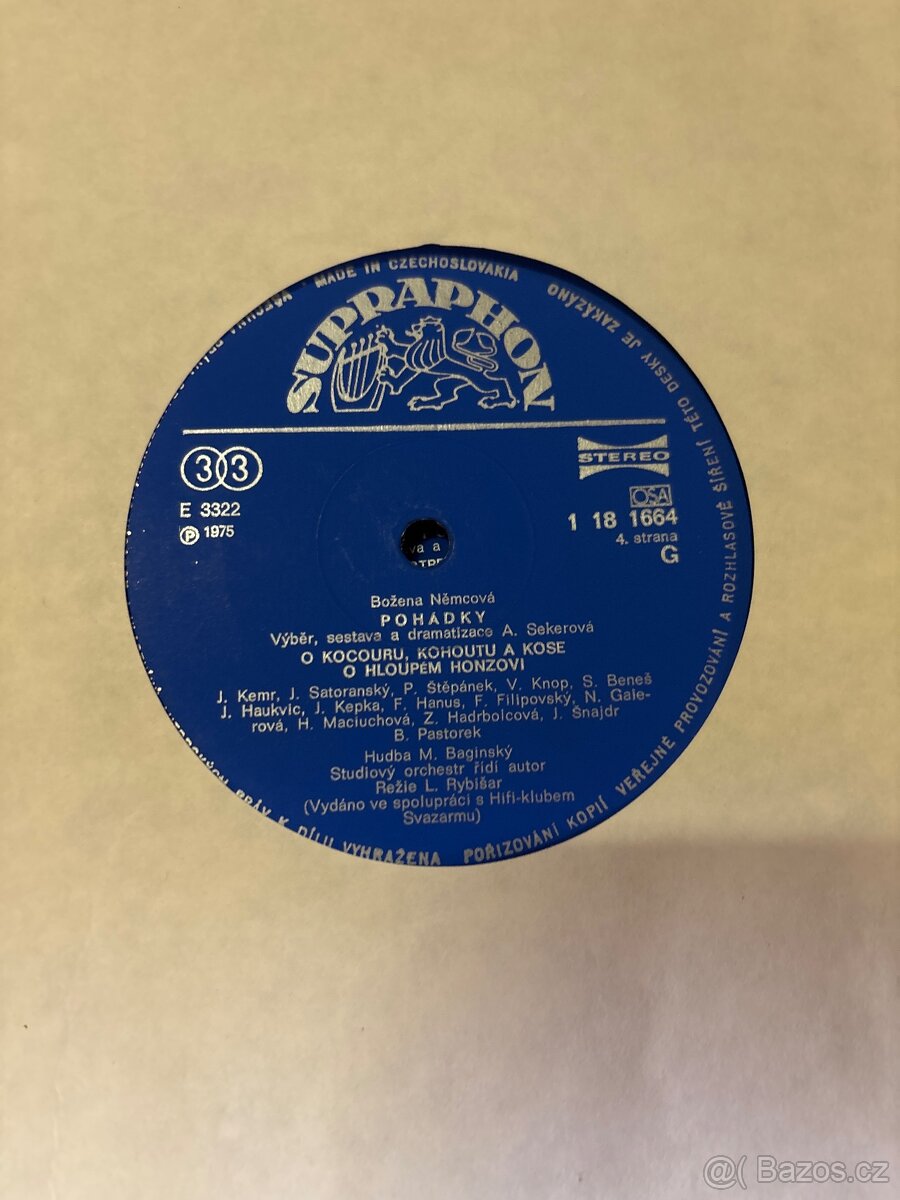 MADE IN CZECHOSLOVAKIA
SUPRAPHON
33
STEREO
E 3322
OSA
℗ 1975
1 18 1664
4. strana
G
va a
Božena Němcová
POHÁDKY
Výběr, sestava a dramatizace A. Sekerová
O KOCOURU, KOHOUTU A KOSE
O HLOUPÉM HONZOVI
J. Kemr, J. Satoranský, P. Štěpánek, V. Knop, S. Beneš
J. Haukvic, J. Kepka, F. Hanus, F. Filipovský, N. Gaie-
rová, H. Maciuchová, Z. Hadrbolcová, J. Šnajdr
B. Pastorek
Hudba M. Baginský
Studiový orchestr řídí autor
Režie L. Rybišar
(Vydáno ve spolupráci s Hifi-klubem
Svazarmu)
PRÁV K DÍLU VYHRAŽENA
POŘIZOVÁNÍ KOPIÍ VEŘEJNÉ PROVOZOVÁNÍ A ROZHLASOVÉ ŠÍŘENÍ TÉTO DESKY JE ZAKÁZÁNO
@( Bazos.cz